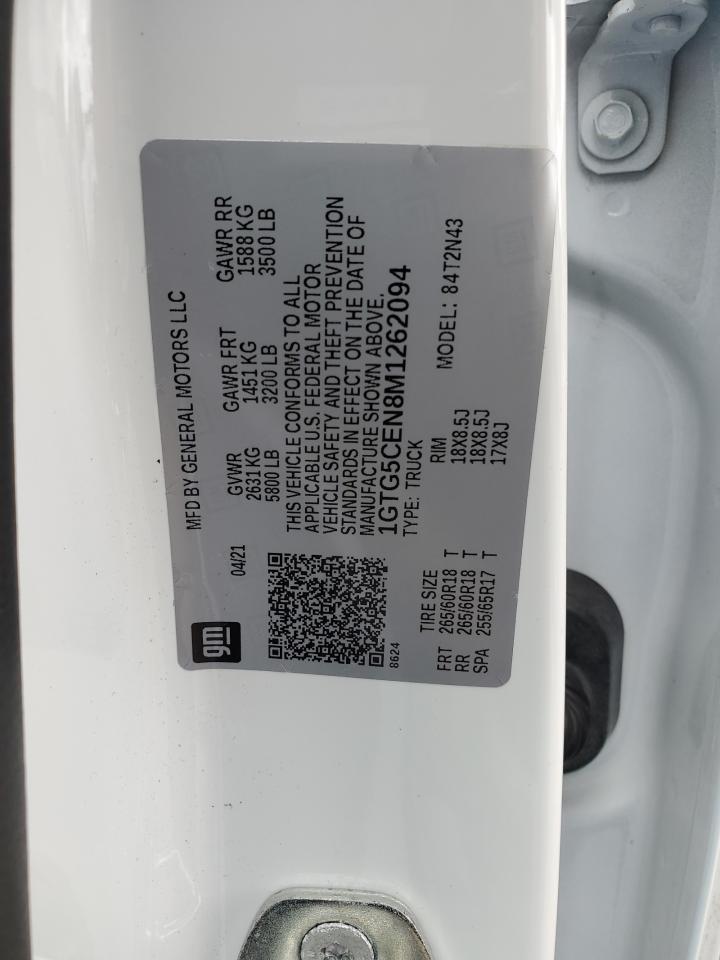 gm
MFD BY GENERAL MOTORS LLC
04/21
GVWR GAWR FRT GAWR RR
2631 KG 1451 KG 1588 KG
5800 LB 3200 LB 3500 LB
THIS VEHICLE CONFORMS TO ALL
APPLICABLE U.S. FEDERAL MOTOR
VEHICLE SAFETY AND THEFT PREVENTION
STANDARDS IN EFFECT ON THE DATE OF
MANUFACTURE SHOWN ABOVE.
1GTG5CEN8M1262094
TYPE: TRUCK
8624
MODEL: 84T2N43
TIRE SIZE RIM
FRT 265/60R18 T 18X8.5J
RR 265/60R18 T 18X8.5J
SPA 255/65R17 T 17X8J